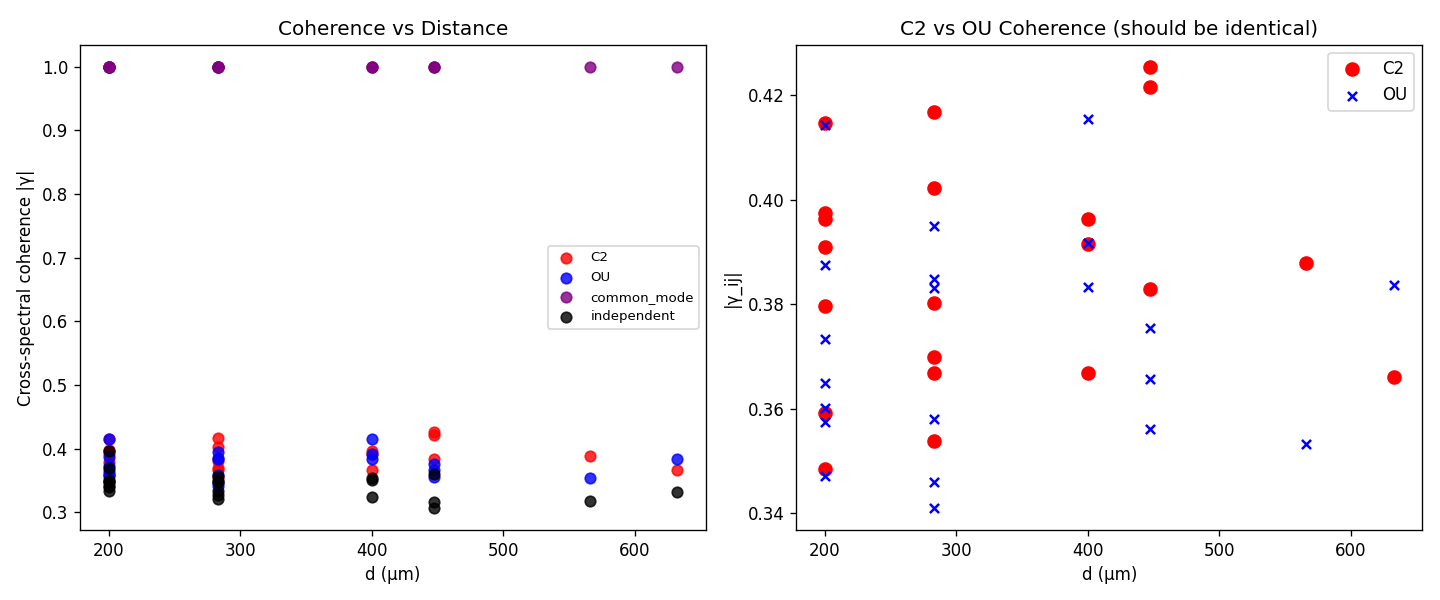 Coherence vs Distance
Cross-spectral coherence |γ|
1.0
0.9
0.8
0.7
0.6
0.5
0.4
0.3
C2
OU
common_mode
independent
200
300
400
500
600
d (μm)
C2 vs OU Coherence (should be identical)
|γ_ij|
0.42
0.40
0.38
0.36
0.34
C2
OU
200
300
400
500
600
d (μm)